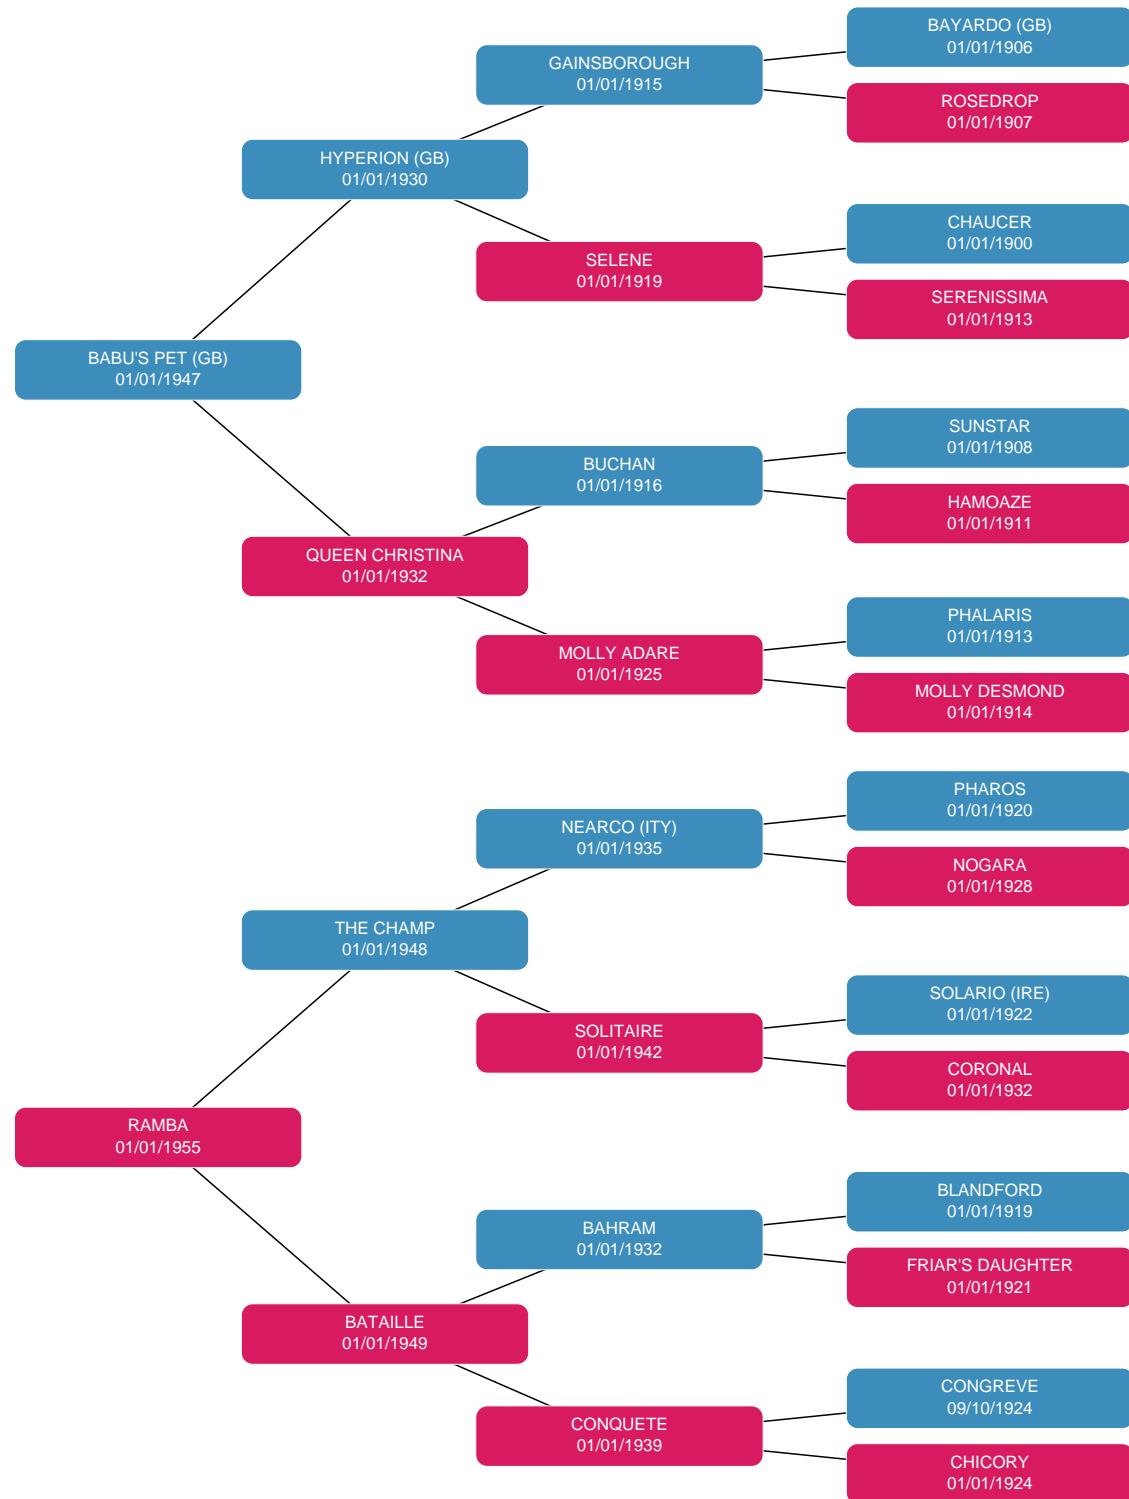 BAYARDO (GB)
01/01/1906
GAINSBOROUGH
01/01/1915
ROSEDROP
01/01/1907
HYPERION (GB)
01/01/1930
CHAUCER
01/01/1900
SELENE
01/01/1919
SERENISSIMA
01/01/1913
BABU'S PET (GB)
01/01/1947
SUNSTAR
01/01/1908
BUCHAN
01/01/1916
HAMOAZE
01/01/1911
QUEEN CHRISTINA
01/01/1932
PHALARIS
01/01/1913
MOLLY ADARE
01/01/1925
MOLLY DESMOND
01/01/1914
PHAROS
01/01/1920
NEARCO (ITY)
01/01/1935
NOGARA
01/01/1928
THE CHAMP
01/01/1948
SOLARIO (IRE)
01/01/1922
SOLITAIRE
01/01/1942
CORONAL
01/01/1932
RAMBA
01/01/1955
BLANDFORD
01/01/1919
BAHRAM
01/01/1932
FRIAR'S DAUGHTER
01/01/1921
BATAILLE
01/01/1949
CONGREVE
09/10/1924
CONQUETE
01/01/1939
CHICORY
01/01/1924